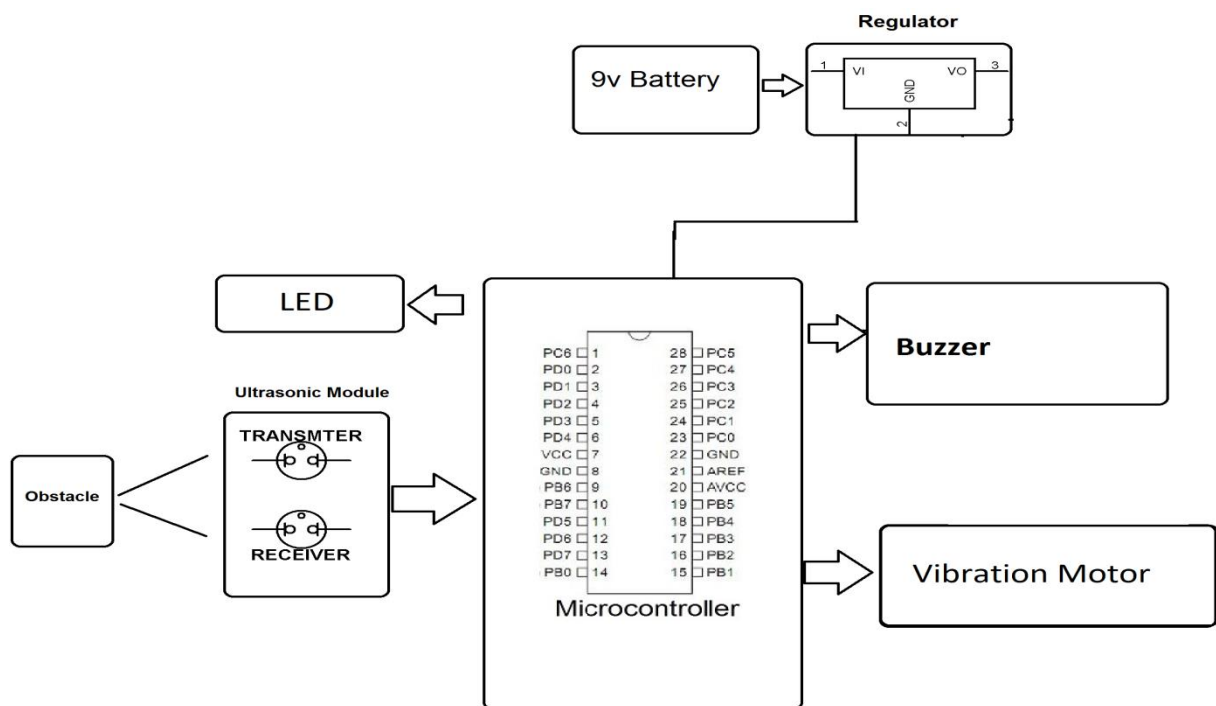 Regulator
9v Battery
1 VI VO 3
GND
2
LED
Buzzer
Ultrasonic Module
TRANSMTER
RECEIVER
Obstacle
PC6 1 28 PC5
PD0 2 27 PC4
PD1 3 26 PC3
PD2 4 25 PC2
PD3 5 24 PC1
PD4 6 23 PC0
VCC 7 22 GND
GND 8 21 AREF
PB6 9 20 AVCC
PB7 10 19 PB5
PD5 11 18 PB4
PD6 12 17 PB3
PD7 13 16 PB2
PB0 14 15 PB1
Microcontroller
Vibration Motor